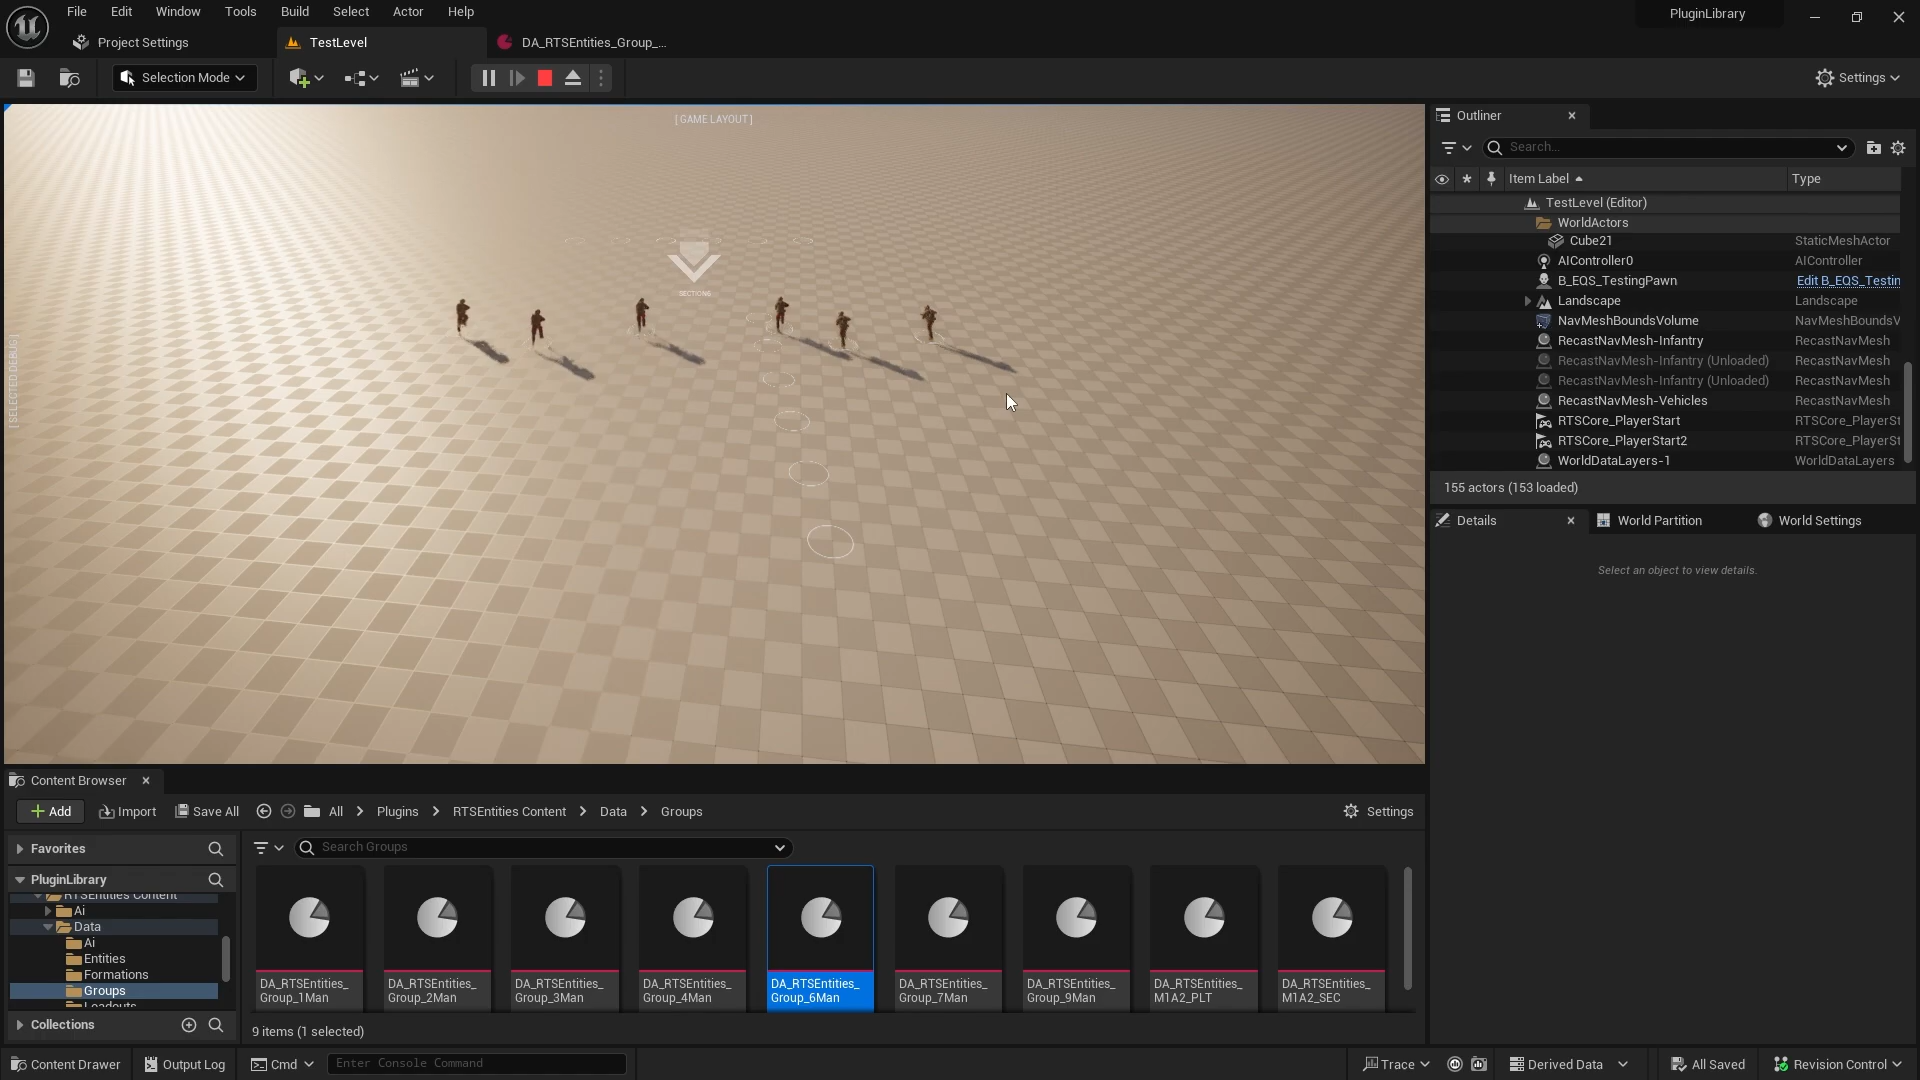 File Edit Window Tools Build Select Actor Help
PluginLibrary
Project Settings
TestLevel
DA_RTSEntities_Group_...
Selection Mode
Settings
[ GAME LAYOUT ]
[ SELECTED DEBUG ]
SECTIONS
Outliner
Search...
Item Label
Type
TestLevel (Editor)
WorldActors
Cube21 StaticMeshActor
AIController0 AIController
B_EQS_TestingPawn Edit B_EQS_Testin
Landscape Landscape
NavMeshBoundsVolume NavMeshBoundsV
RecastNavMesh-Infantry RecastNavMesh
RecastNavMesh-Infantry (Unloaded) RecastNavMesh
RecastNavMesh-Infantry (Unloaded) RecastNavMesh
RecastNavMesh-Vehicles RecastNavMesh
RTSCore_PlayerStart RTSCore_PlayerSt
RTSCore_PlayerStart2 RTSCore_PlayerSt
WorldDataLayers-1 WorldDataLayers
155 actors (153 loaded)
Details
World Partition
World Settings
Select an object to view details.
Content Browser
Add
Import
Save All
All > Plugins > RTSEntities Content > Data > Groups
Settings
Favorites
PluginLibrary
RTSEntities Content
Ai
Data
Ai
Entities
Formations
Groups
Loadouts
Collections
Search Groups
DA_RTSEntities_
Group_1Man
DA_RTSEntities_
Group_2Man
DA_RTSEntities_
Group_3Man
DA_RTSEntities_
Group_4Man
DA_RTSEntities_
Group_6Man
DA_RTSEntities_
Group_7Man
DA_RTSEntities_
Group_9Man
DA_RTSEntities_
M1A2_PLT
DA_RTSEntities_
M1A2_SEC
9 items (1 selected)
Content Drawer
Output Log
Cmd
Enter Console Command
Trace
Derived Data
All Saved
Revision Control